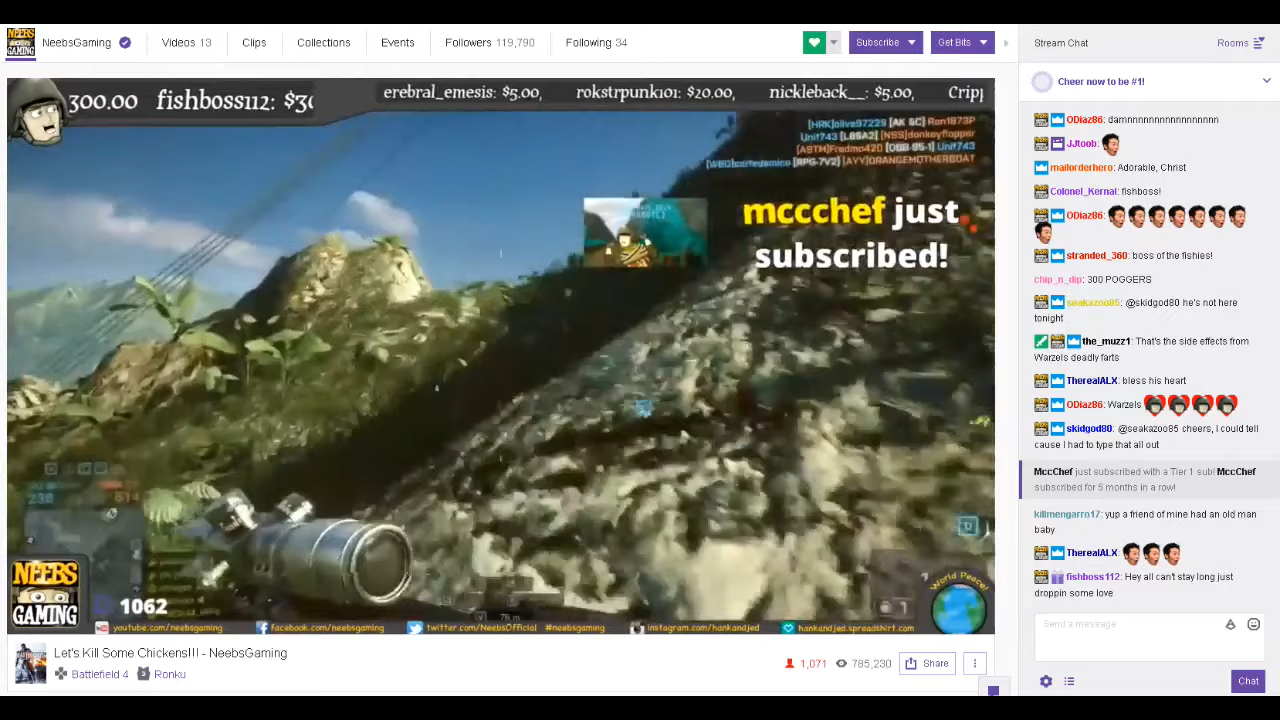 NEEBS
GAMING
NeebsGaming
Videos 13
Clips
Collections
Events
Followers 119,790
Following 34
Subscribe
Get Bits
300.00 fishboss112:
erebral_emesis: $5.00, rokstrpunk101: $20.00, nickleback__: $5.00,
mccchef just
subscribed!
230
614
NEEBS
GAMING
1062
1
World Peace!
youtube.com/neebsgaming
facebook.com/neebsgaming
twitter.com/NeebsOfficial #neebsgaming
instagram.com/hankandjed
hankandjed.spreadshirt.com
Let's Kill Some Chickens!!! - NeebsGaming
Battlefield 4
Ronku
1,071
785,230
Share
Stream Chat
Rooms
Cheer now to be #1!
ODiaz86: damnnnnnnnnnnnnnnnnnn
JJtoob:
mailorderhero: Adorable, Christ
Colonel_Kernal: fishboss!
ODiaz86:
stranded_360: boss of the fishies!
chip_n_dip: 300 POGGERS
seakazoo85: @skidgod80 he's not here
tonight
the_muzz1: That's the side effects from
Warzels deadly farts
TherealALX: bless his heart
ODiaz86: Warzels
skidgod80: @seakazoo85 cheers, I could tell
cause I had to type that all out
MccChef just subscribed with a Tier 1 sub! MccChef
subscribed for 5 months in a row!
killmengarro17: yup a friend of mine had an old man
baby
TherealALX:
fishboss112: Hey all can't stay long just
droppin some love
Send a message
Chat